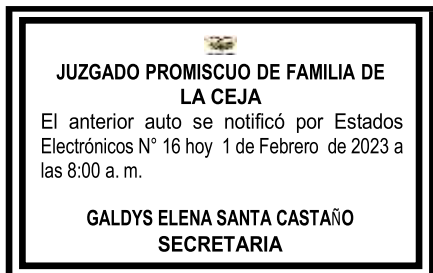 JUZGADO PROMISCUO DE FAMILIA DE
LA CEJA
El anterior auto se notificó por Estados
Electrónicos N° 16 hoy 1 de Febrero de 2023 a
las 8:00 a. m.
GALDYS ELENA SANTA CASTAÑO
SECRETARIA